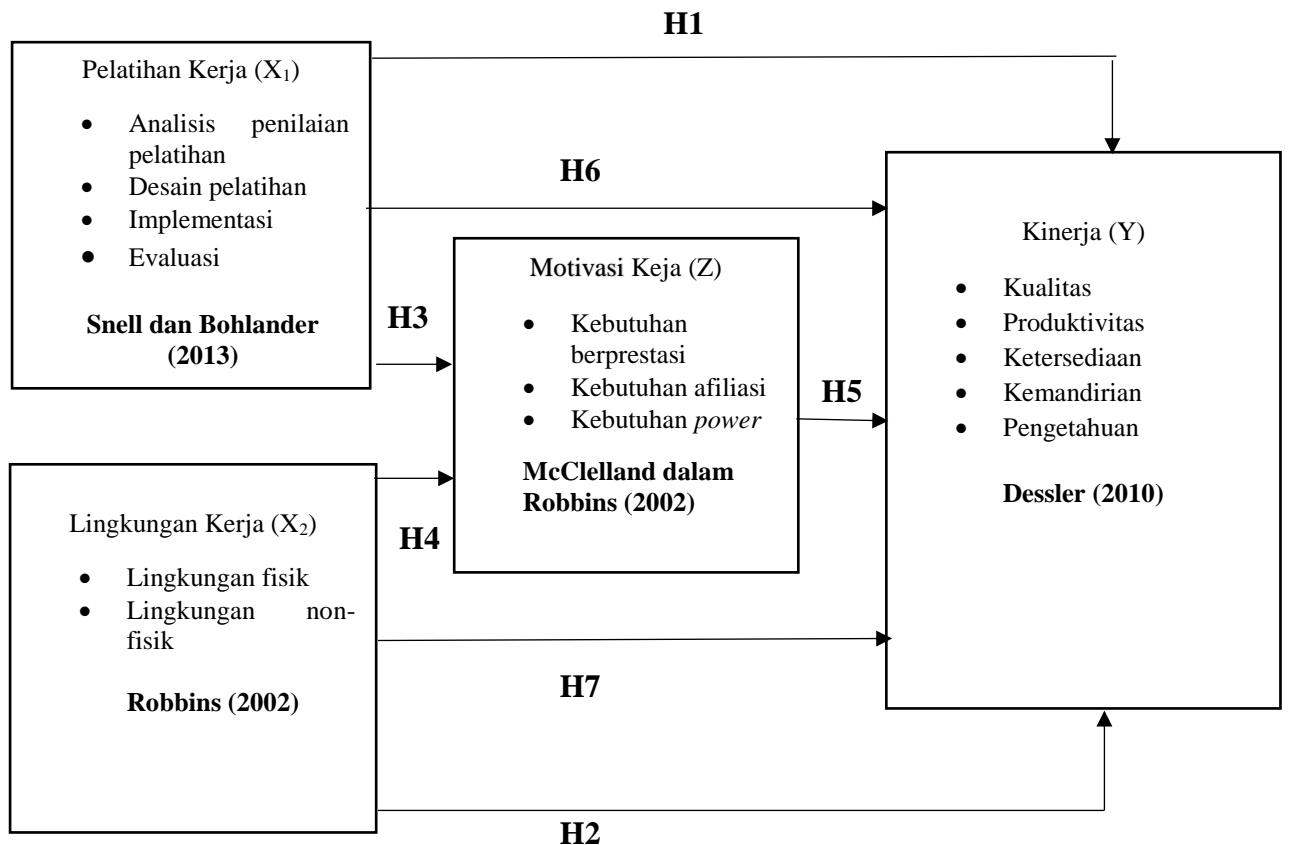 H1
Pelatihan Kerja (X₁)
• Analisis penilaian
pelatihan
• Desain pelatihan
• Implementasi
• Evaluasi
Snell dan Bohlander
(2013)
H6
H3
Motivasi Keja (Z)
• Kebutuhan
berprestasi
• Kebutuhan afiliasi
• Kebutuhan power
McClelland dalam
Robbins (2002)
H5
Kinerja (Y)
• Kualitas
• Produktivitas
• Ketersediaan
• Kemandirian
• Pengetahuan
Dessler (2010)
Lingkungan Kerja (X₂)
• Lingkungan fisik
• Lingkungan non-
fisik
Robbins (2002)
H4
H7
H2